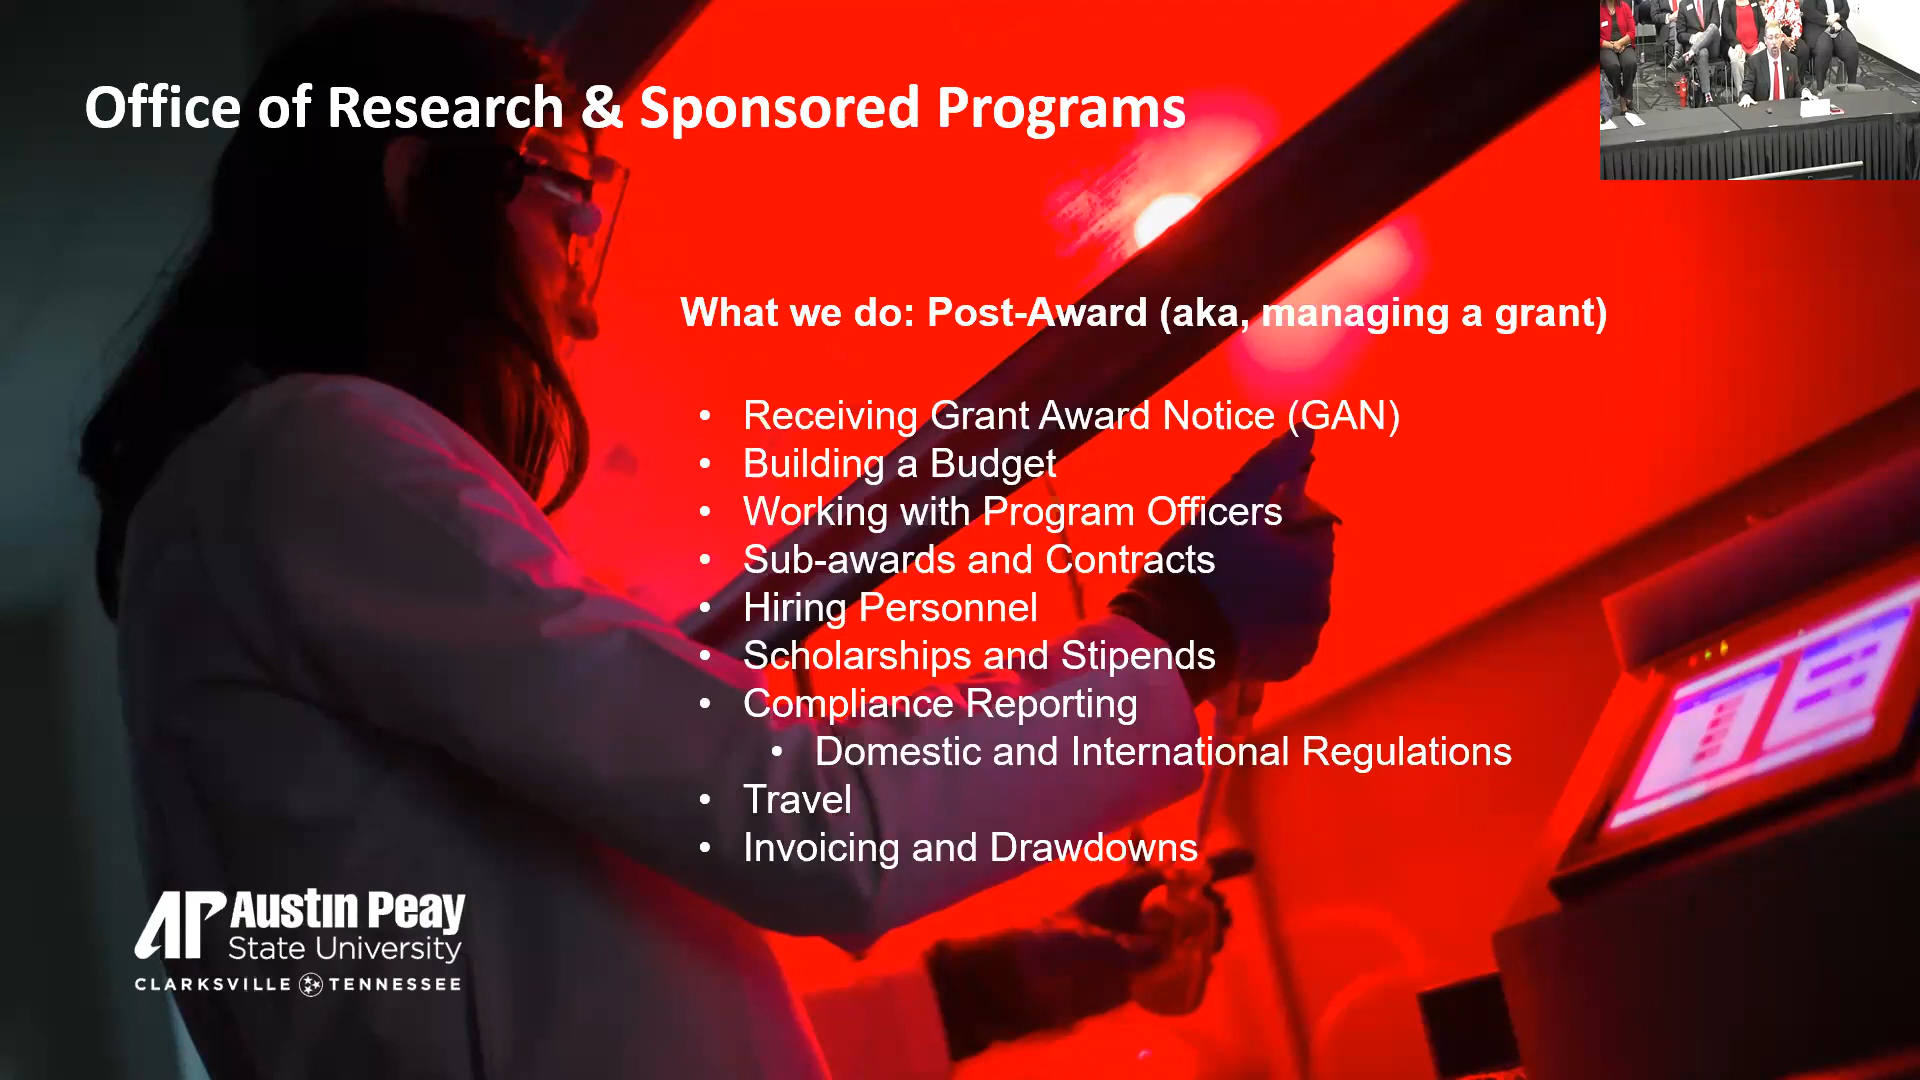 Office of Research & Sponsored Programs
What we do: Post-Award (aka, managing a grant)
• Receiving Grant Award Notice (GAN)
• Building a Budget
• Working with Program Officers
• Sub-awards and Contracts
• Hiring Personnel
• Scholarships and Stipends
• Compliance Reporting
• Domestic and International Regulations
• Travel
• Invoicing and Drawdowns
AP Austin Peay
State University
CLARKSVILLE TENNESSEE